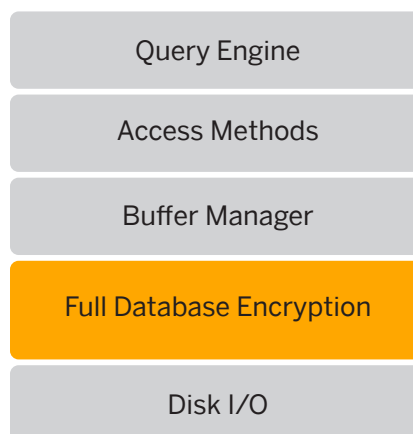 Query Engine
Access Methods
Buffer Manager
Full Database Encryption
Disk I/O